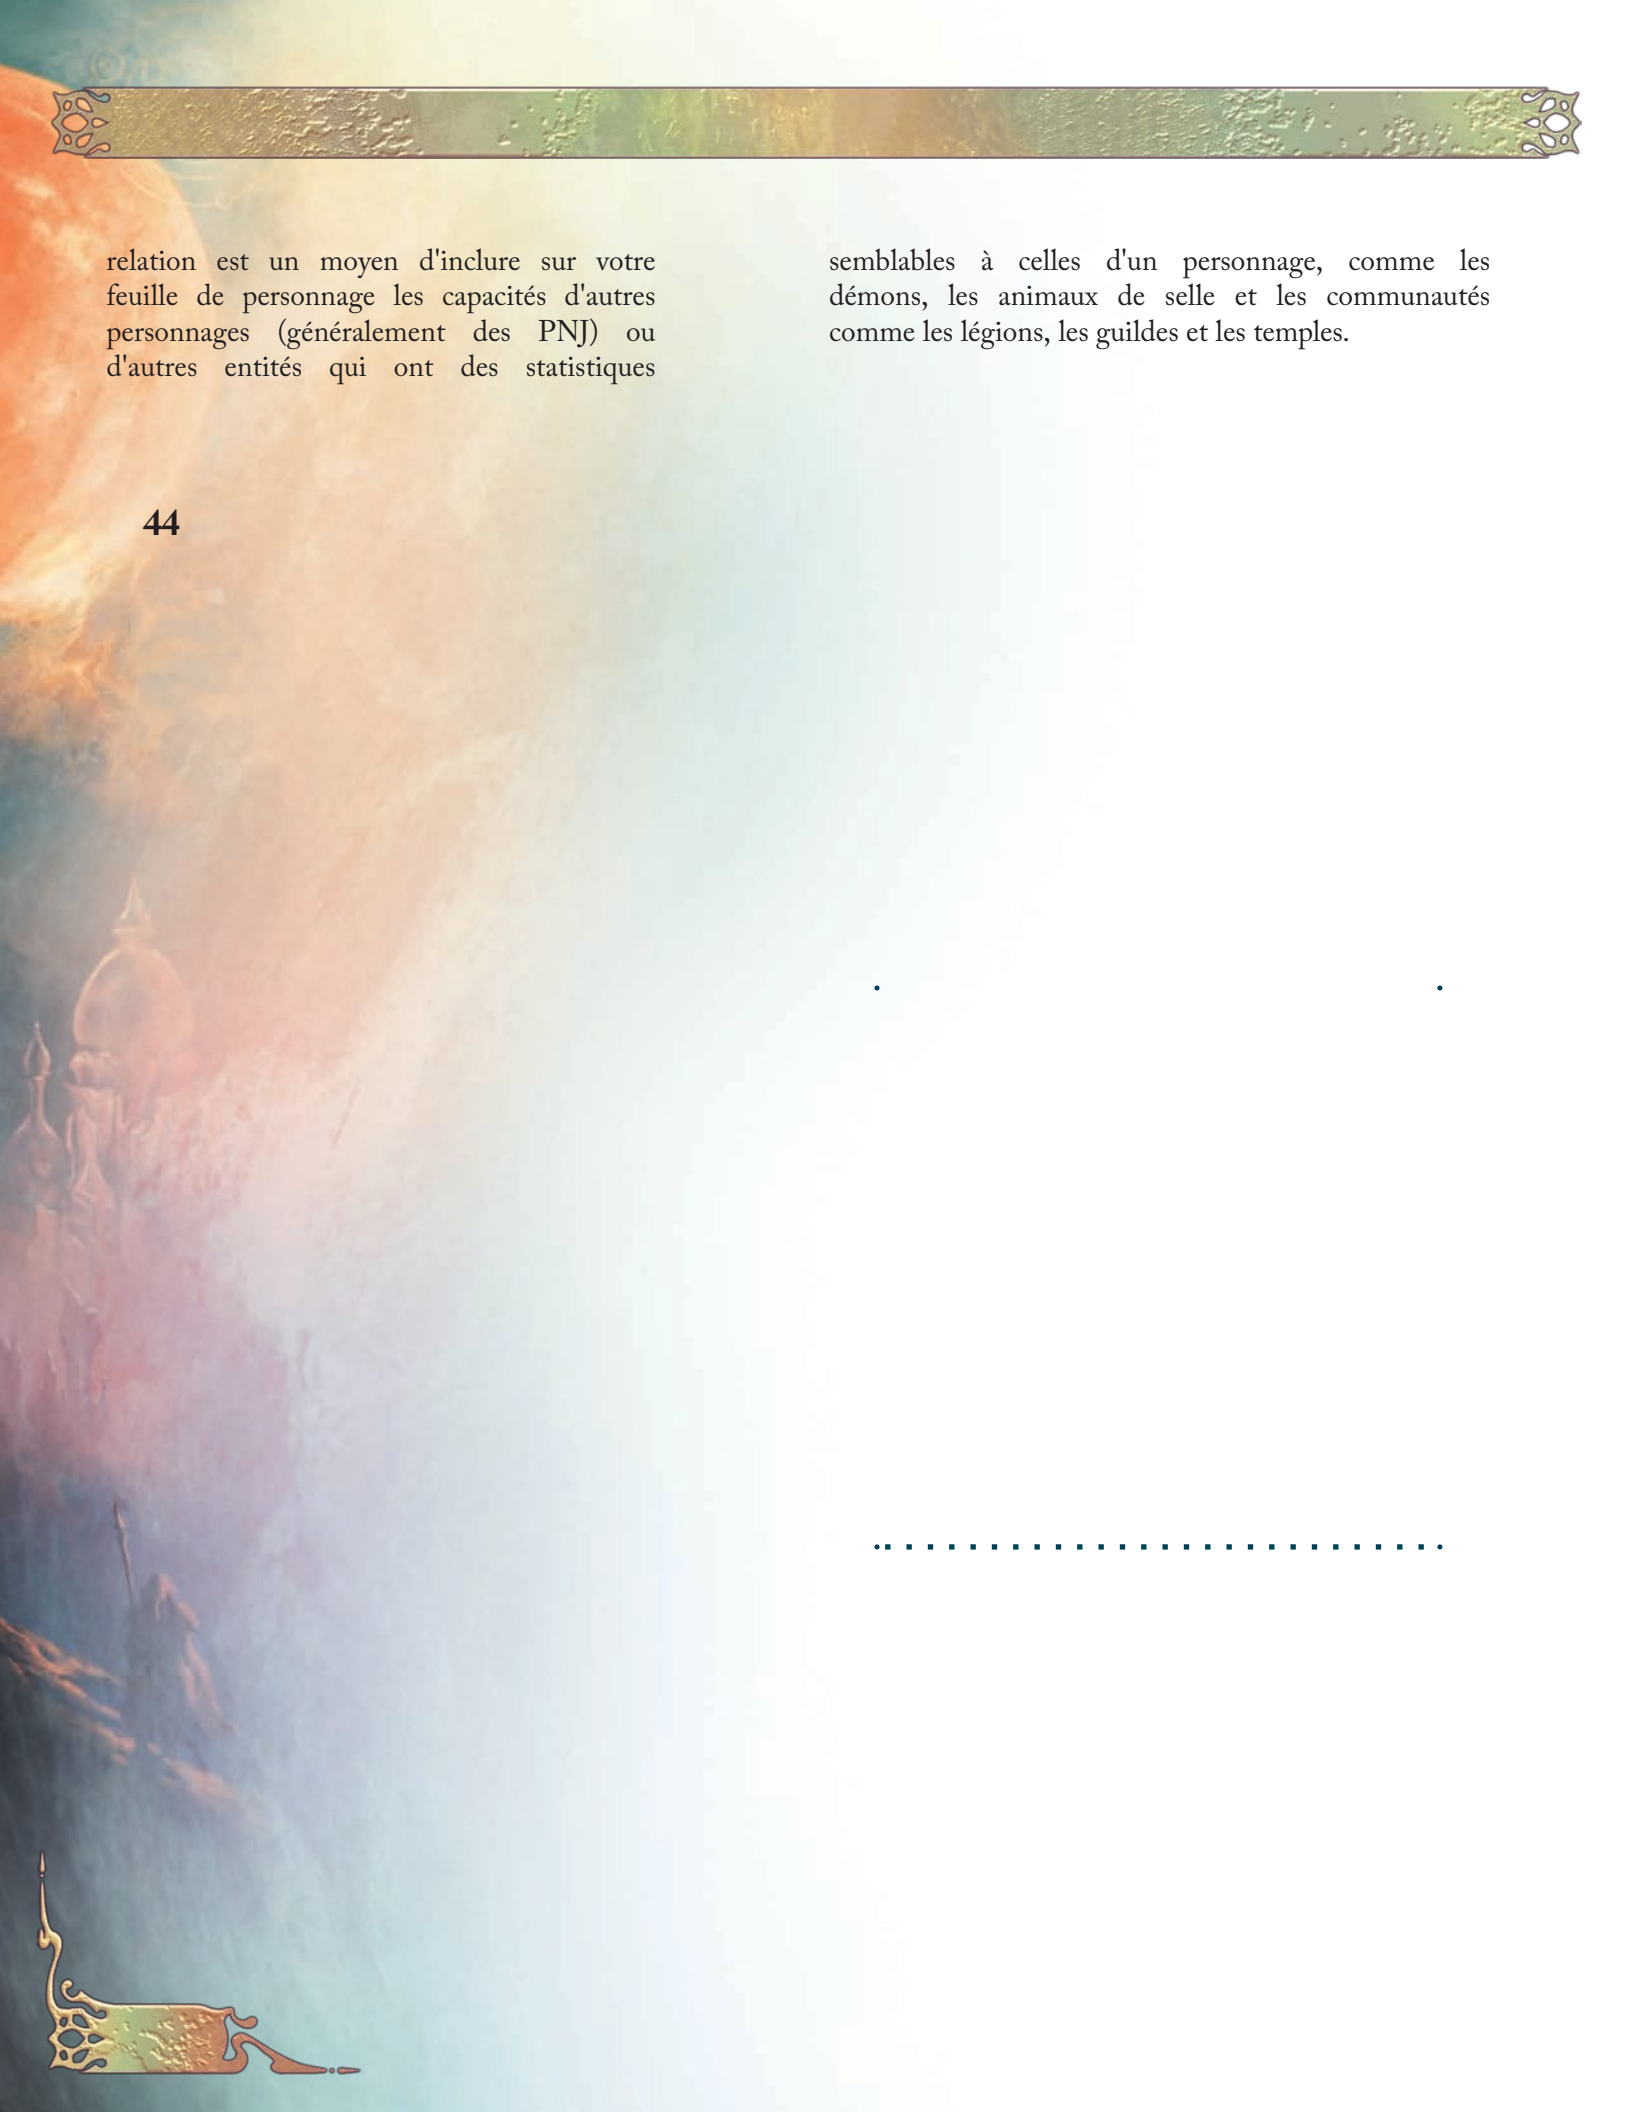 relation est un moyen d'inclure sur votre
feuille de personnage les capacités d'autres
personnages (généralement des PNJ) ou
d'autres entités qui ont des statistiques
semblables à celles d'un personnage, comme les
démons, les animaux de selle et les communautés
comme les légions, les guildes et les temples.
44